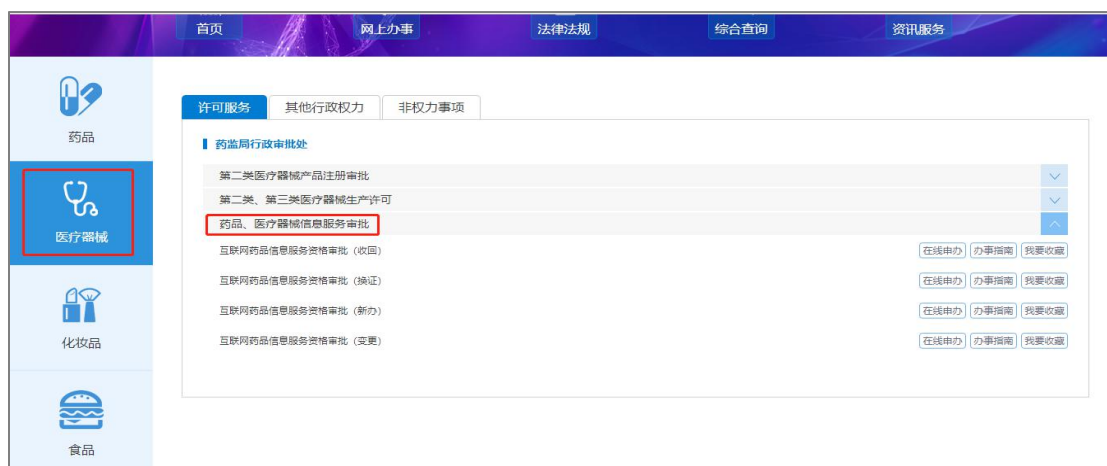 首页 网上办事 法律法规 综合查询 资讯服务
药品
医疗器械
化妆品
食品
许可服务 其他行政权力 非权力事项
药监局行政审批处
第二类医疗器械产品注册审批
第二类、第三类医疗器械生产许可
药品、医疗器械信息服务审批
互联网药品信息服务资格审批（收回） 在线申办 办事指南 我要收藏
互联网药品信息服务资格审批（换证） 在线申办 办事指南 我要收藏
互联网药品信息服务资格审批（新办） 在线申办 办事指南 我要收藏
互联网药品信息服务资格审批（变更） 在线申办 办事指南 我要收藏